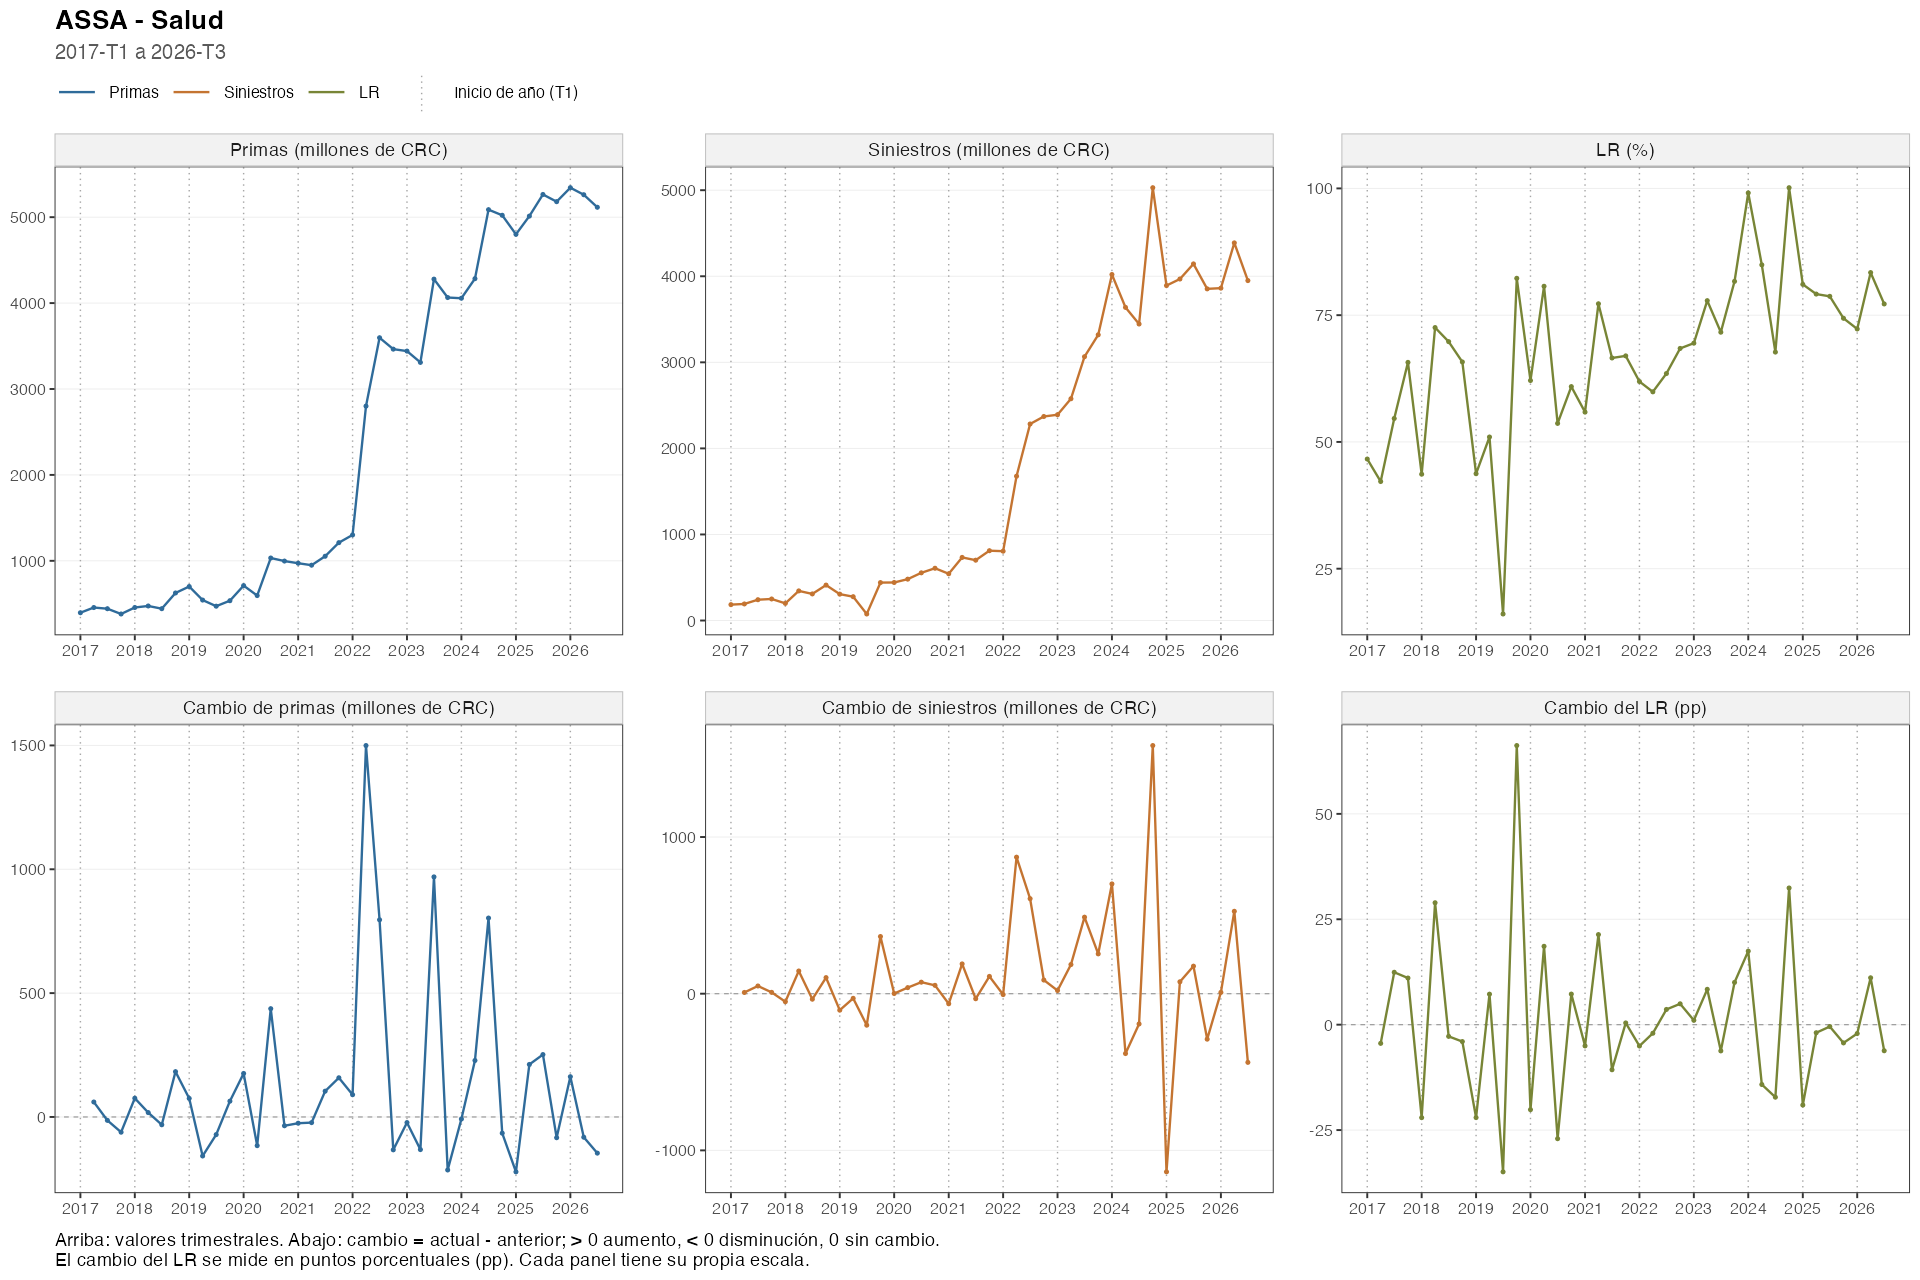 ASSA - Salud
2017-T1 a 2026-T3
Primas Siniestros LR Inicio de año (T1)
Primas (millones de CRC) Siniestros (millones de CRC) LR (%)
5000
4000
3000
2000
1000
2017 2018 2019 2020 2021 2022 2023 2024 2025 2026
5000
4000
3000
2000
1000
0
2017 2018 2019 2020 2021 2022 2023 2024 2025 2026
100
75
50
25
2017 2018 2019 2020 2021 2022 2023 2024 2025 2026
Cambio de primas (millones de CRC) Cambio de siniestros (millones de CRC) Cambio del LR (pp)
1500
1000
500
0
2017 2018 2019 2020 2021 2022 2023 2024 2025 2026
1000
0
-1000
2017 2018 2019 2020 2021 2022 2023 2024 2025 2026
50
25
0
-25
2017 2018 2019 2020 2021 2022 2023 2024 2025 2026
Arriba: valores trimestrales. Abajo: cambio = actual - anterior; > 0 aumento, < 0 disminución, 0 sin cambio.
El cambio del LR se mide en puntos porcentuales (pp). Cada panel tiene su propia escala.